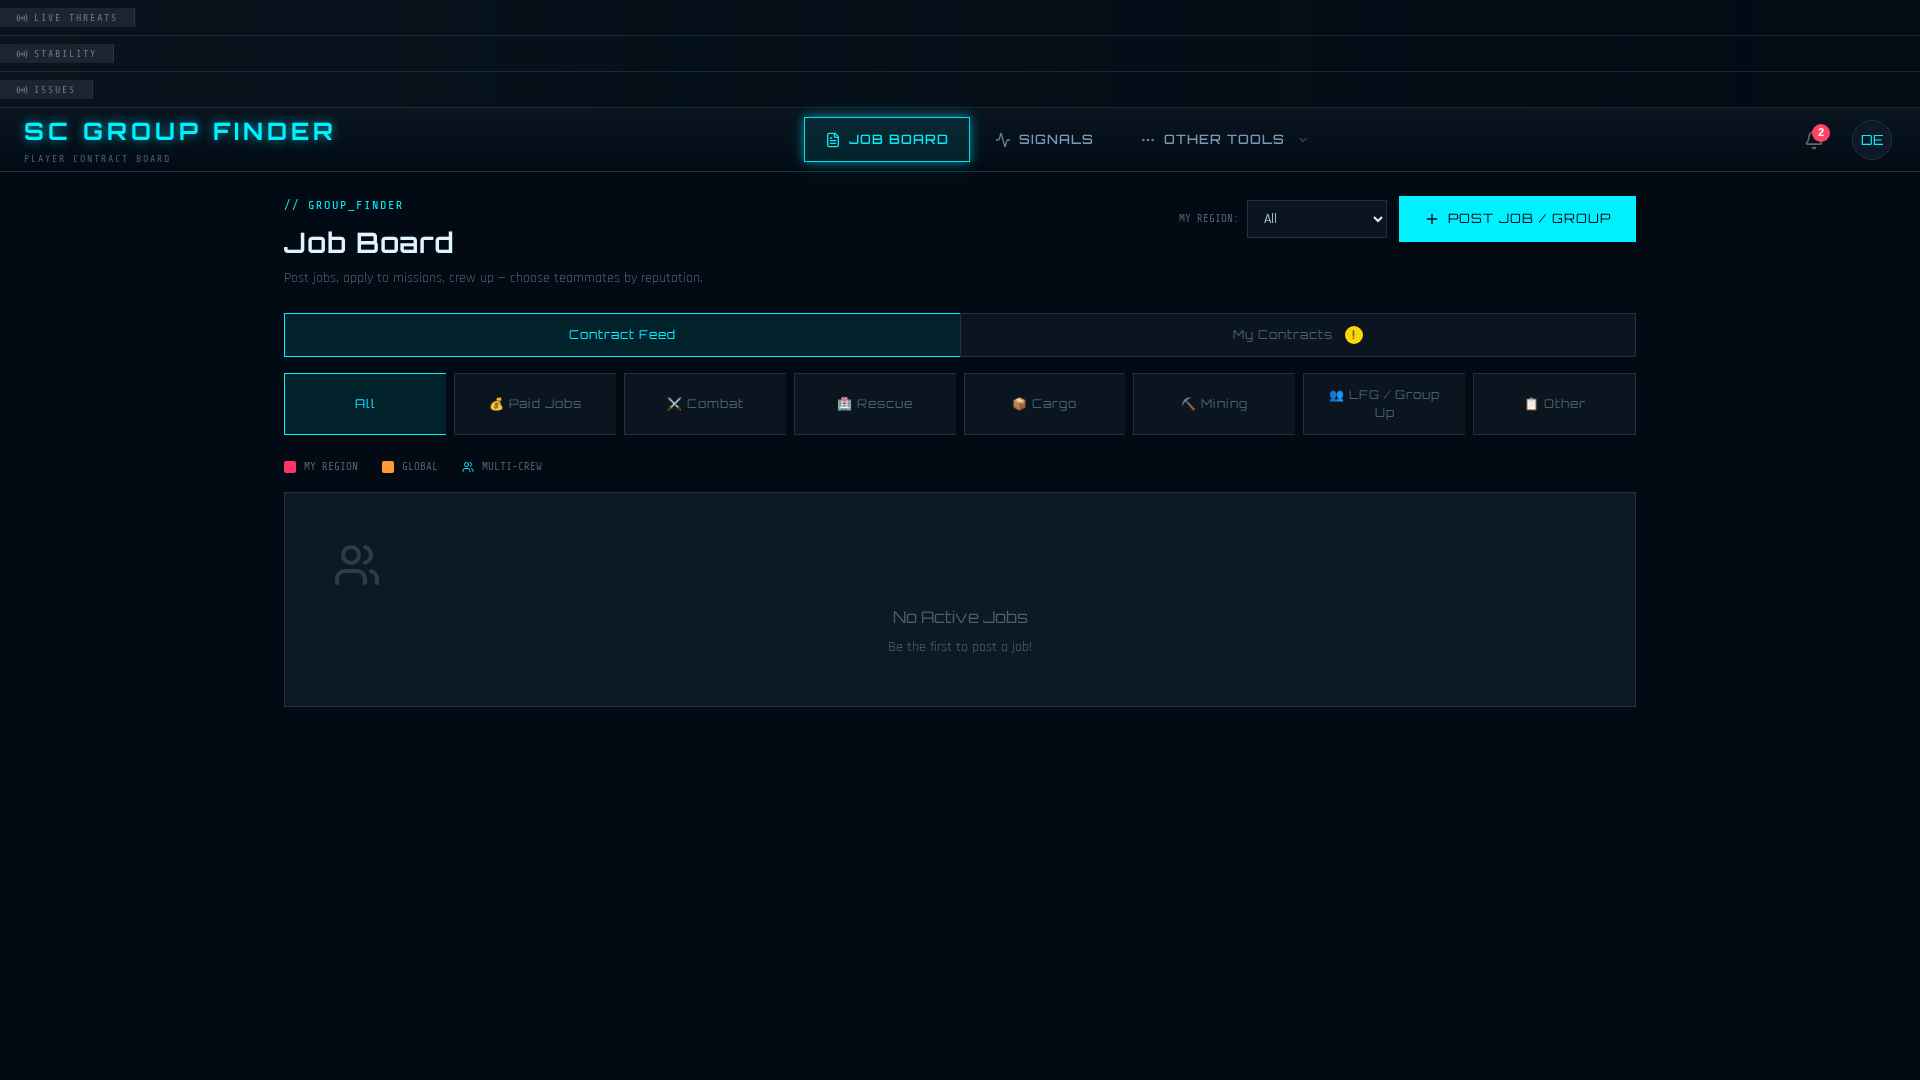 LIVE THREATS
STABILITY
ISSUES
SC GROUP FINDER
PLAYER CONTRACT BOARD
JOB BOARD
SIGNALS
OTHER TOOLS
2
DE
// GROUP_FINDER
Job Board
Post jobs, apply to missions, crew up — choose teammates by reputation.
MY REGION:
All
+ POST JOB / GROUP
Contract Feed
My Contracts !
All
💰 Paid Jobs
⚔️ Combat
🏥 Rescue
📦 Cargo
⛏️ Mining
👥 LFG / Group
Up
📋 Other
MY REGION
GLOBAL
MULTI-CREW
No Active Jobs
Be the first to post a job!